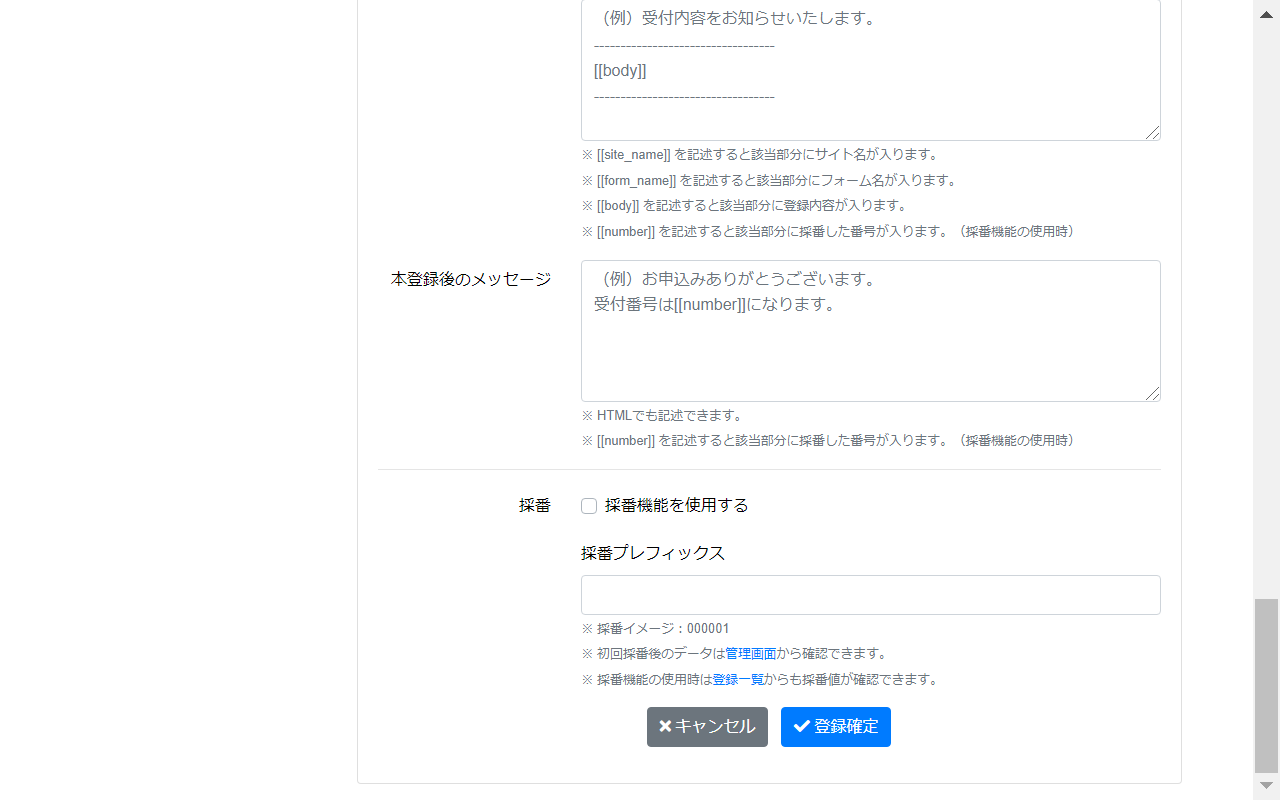 （例）受付内容をお知らせいたします。
----------------------------------
[[body]]
----------------------------------
※ [[site_name]] を記述すると該当部分にサイト名が入ります。
※ [[form_name]] を記述すると該当部分にフォーム名が入ります。
※ [[body]] を記述すると該当部分に登録内容が入ります。
※ [[number]] を記述すると該当部分に採番した番号が入ります。（採番機能の使用時）
本登録後のメッセージ
（例）お申込みありがとうございます。
受付番号は[[number]]になります。
※ HTMLでも記述できます。
※ [[number]] を記述すると該当部分に採番した番号が入ります。（採番機能の使用時）
採番
採番機能を使用する
採番プレフィックス
※ 採番イメージ：000001
※ 初回採番後のデータは管理画面から確認できます。
※ 採番機能の使用時は登録一覧からも採番値が確認できます。
キャンセル
登録確定